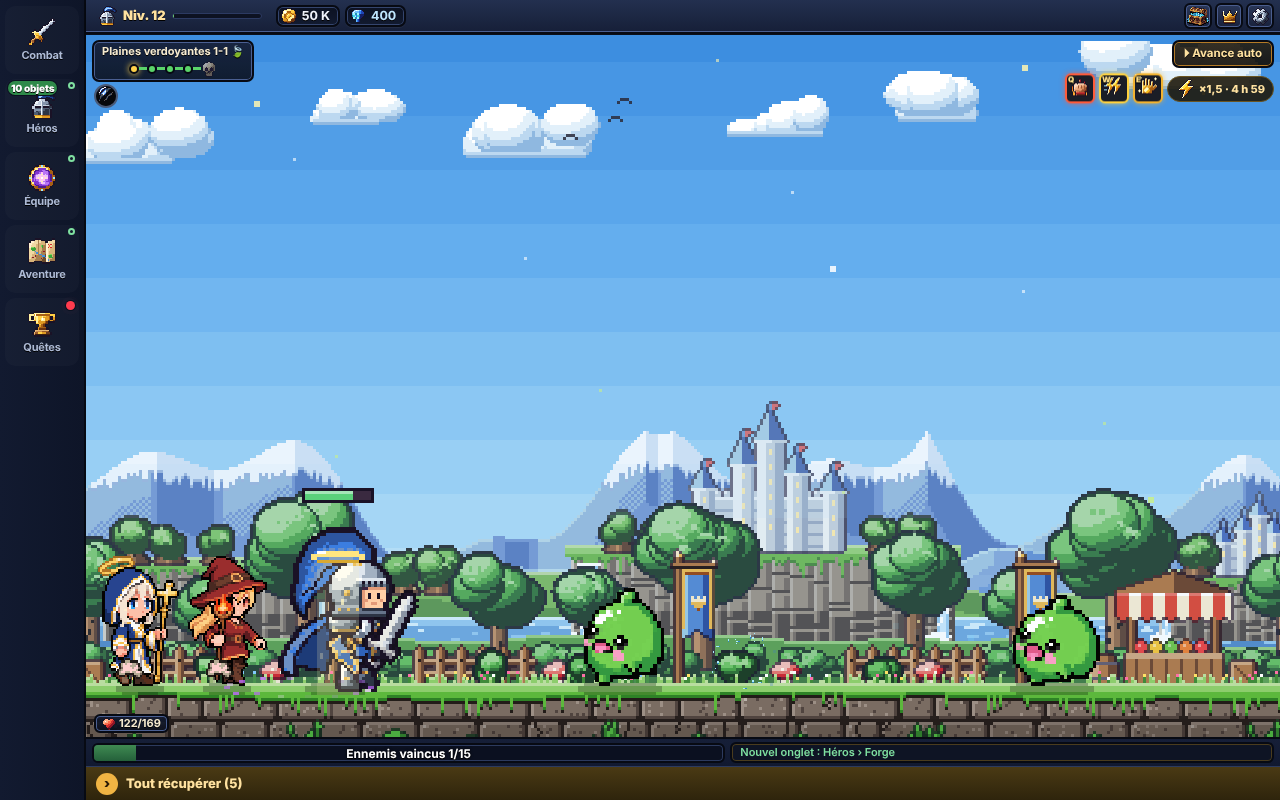 Niv. 12
50 K
400
Combat
10 objets
Héros
Équipe
Aventure
Quêtes
Plaines verdoyantes 1-1
Avance auto
Q
W
E
×1,5 · 4 h 59
122/169
Ennemis vaincus 1/15
Nouvel onglet : Héros › Forge
Tout récupérer (5)